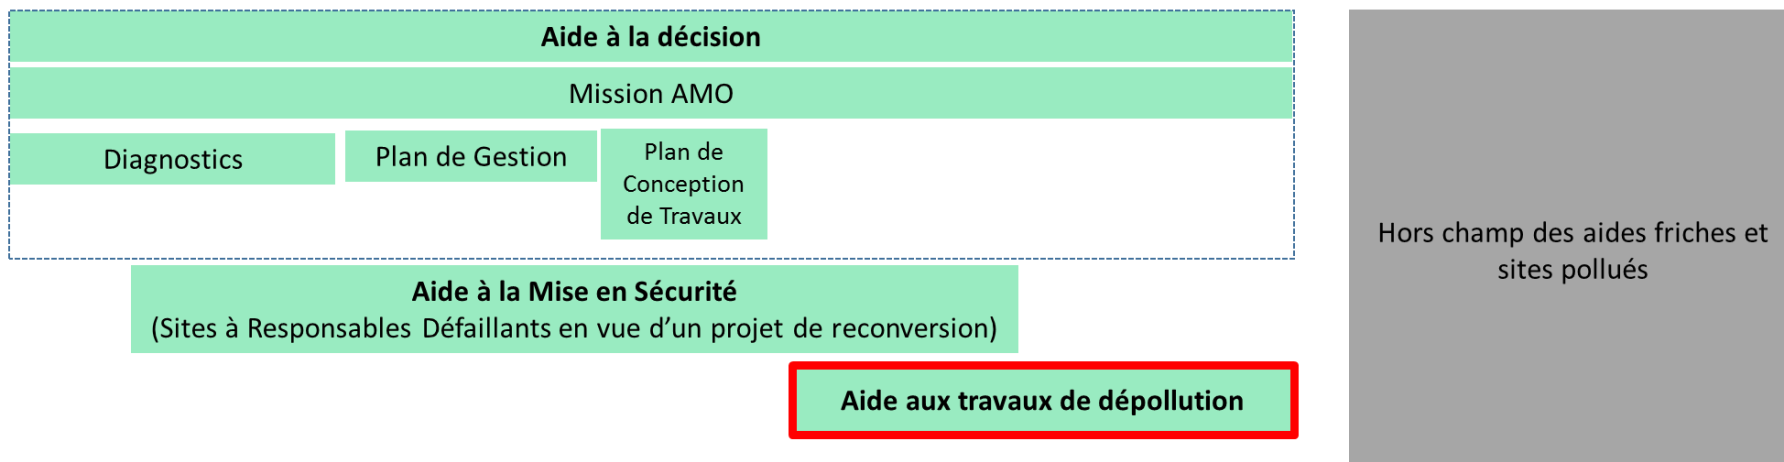 Aide à la décision
Mission AMO
Diagnostics
Plan de Gestion
Plan de
Conception
de Travaux
Aide à la Mise en Sécurité
(Sites à Responsables Défaillants en vue d’un projet de reconversion)
Aide aux travaux de dépollution
Hors champ des aides friches et
sites pollués